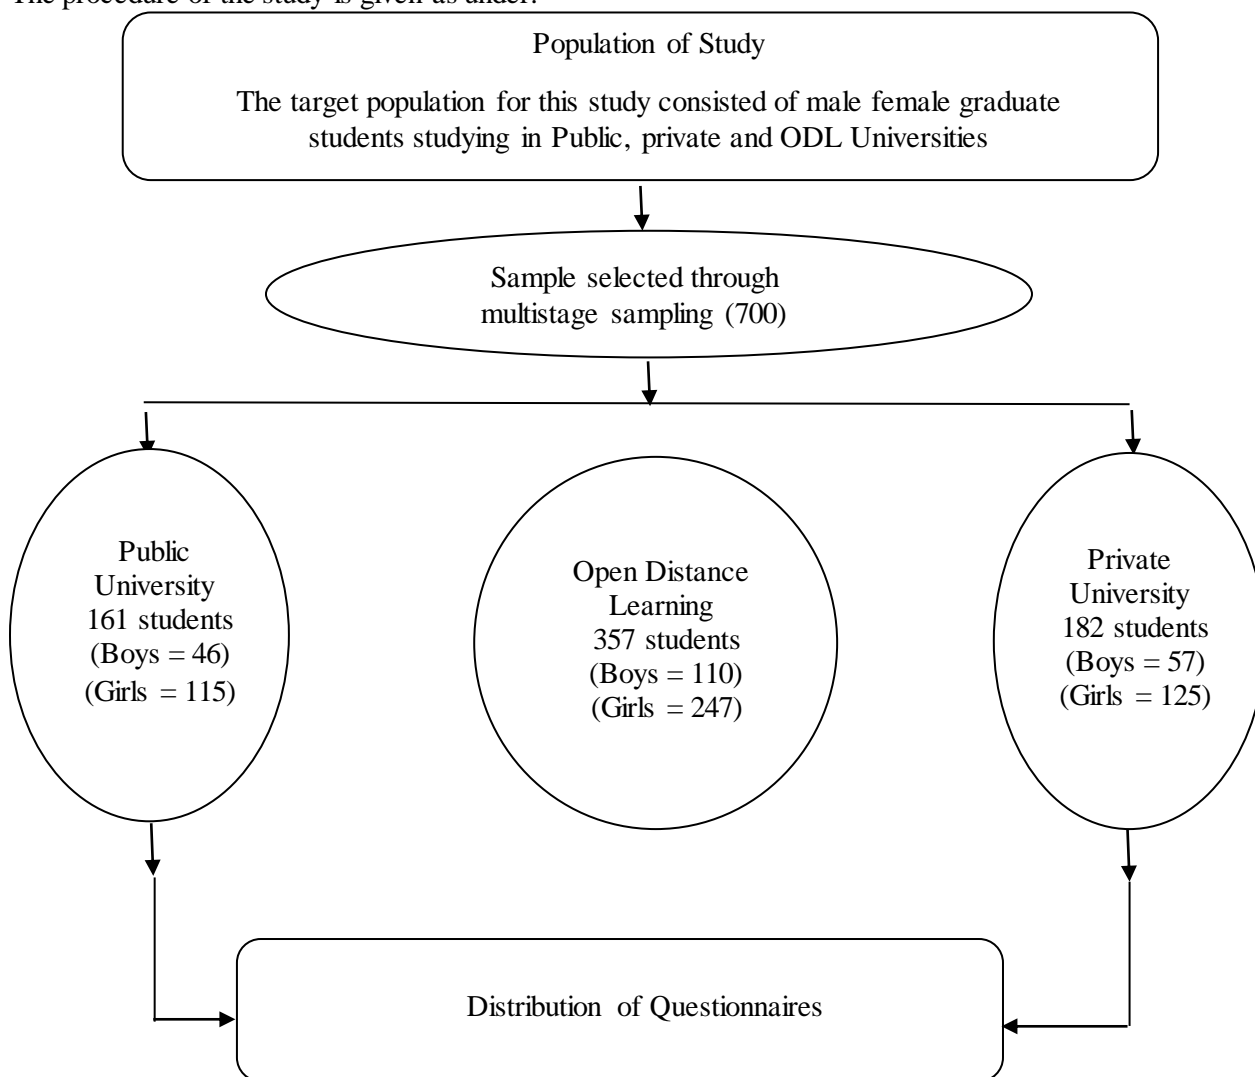 The procedure of the study is given as under:
Population of Study
The target population for this study consisted of male female graduate
students studying in Public, private and ODL Universities
Sample selected through
multistage sampling (700)
Public
University
161 students
(Boys = 46)
(Girls = 115)
Open Distance
Learning
357 students
(Boys = 110)
(Girls = 247)
Private
University
182 students
(Boys = 57)
(Girls = 125)
Distribution of Questionnaires